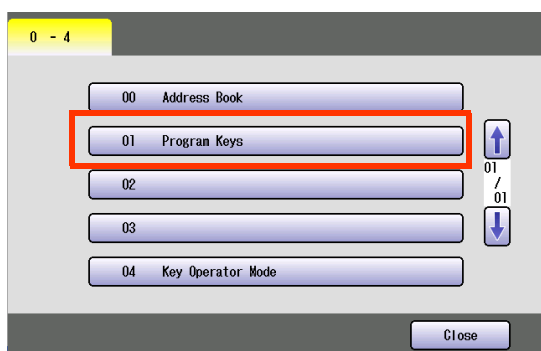 0 - 4
00 Address Book
01 Program Keys
02
03
04 Key Operator Mode
01
/
01
Close